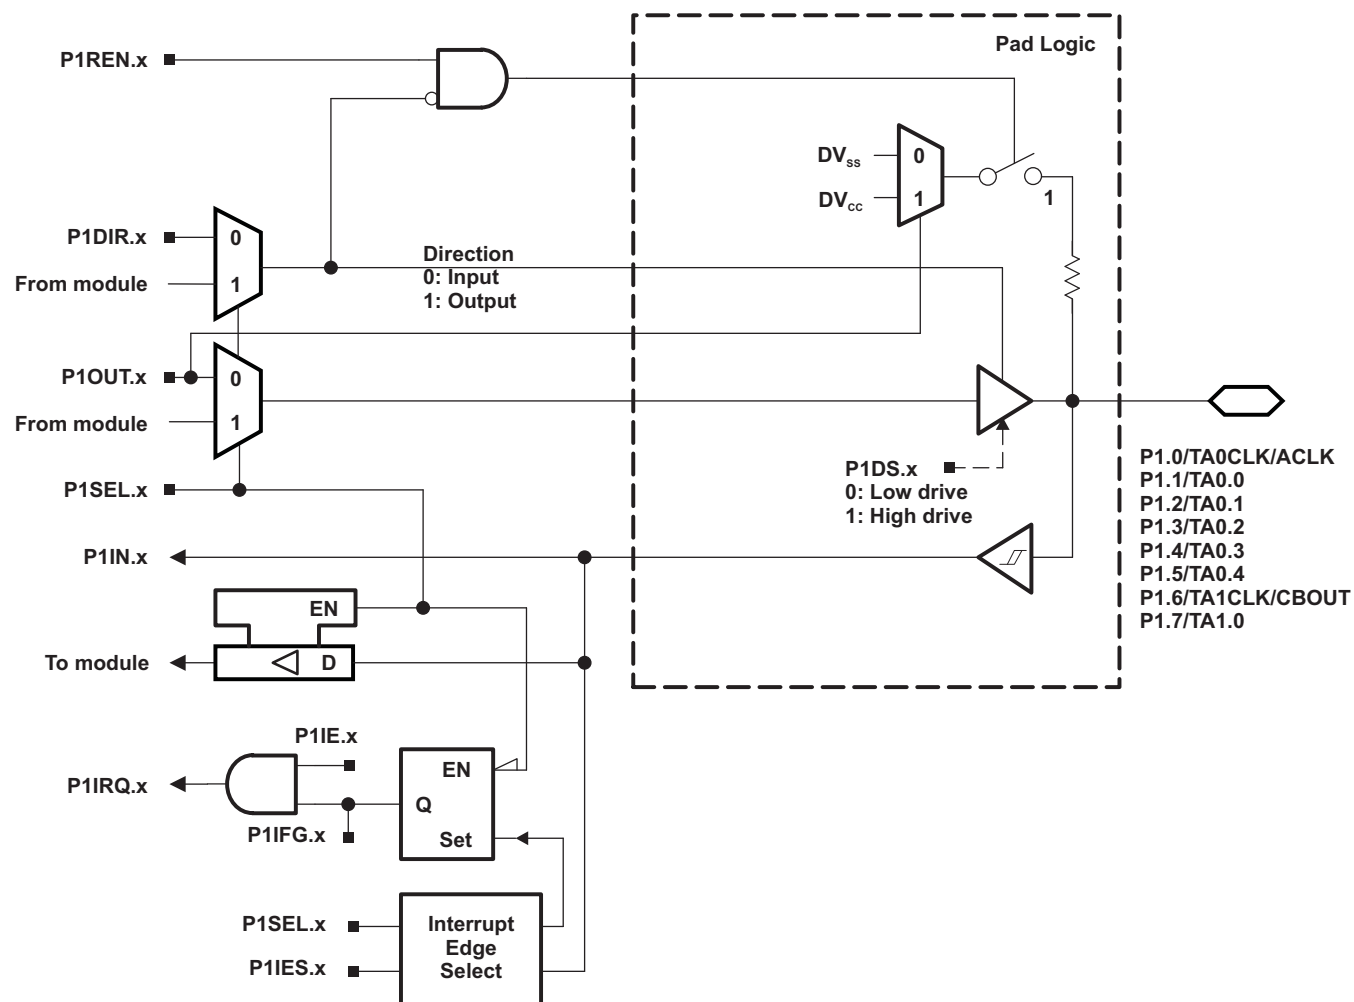 Pad Logic
P1REN.x
DVSS
0
DVCC
1
1
P1DIR.x
0
From module
1
Direction
0: Input
1: Output
P1OUT.x
0
From module
1
P1SEL.x
P1DS.x
0: Low drive
1: High drive
P1.0/TA0CLK/ACLK
P1.1/TA0.0
P1.2/TA0.1
P1.3/TA0.2
P1.4/TA0.3
P1.5/TA0.4
P1.6/TA1CLK/CBOUT
P1.7/TA1.0
P1IN.x
EN
To module
D
P1IE.x
P1IRQ.x
EN
Q
P1IFG.x
Set
P1SEL.x
P1IES.x
Interrupt
Edge
Select